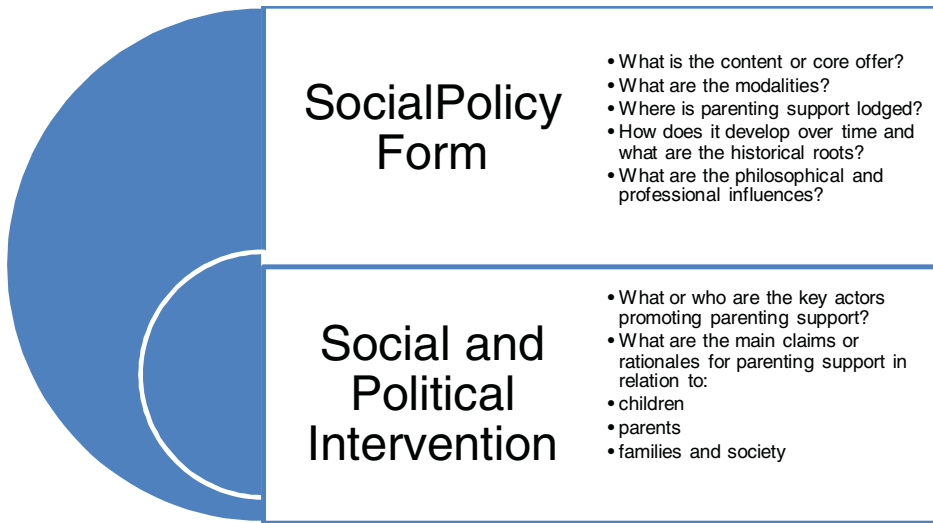 SocialPolicy
Form
• What is the content or core offer?
• What are the modalities?
• Where is parenting support lodged?
• How does it develop over time and
what are the historical roots?
• What are the philosophical and
professional influences?
Social and
Political
Intervention
• What or who are the key actors
promoting parenting support?
• What are the main claims or
rationales for parenting support in
relation to:
• children
• parents
• families and society